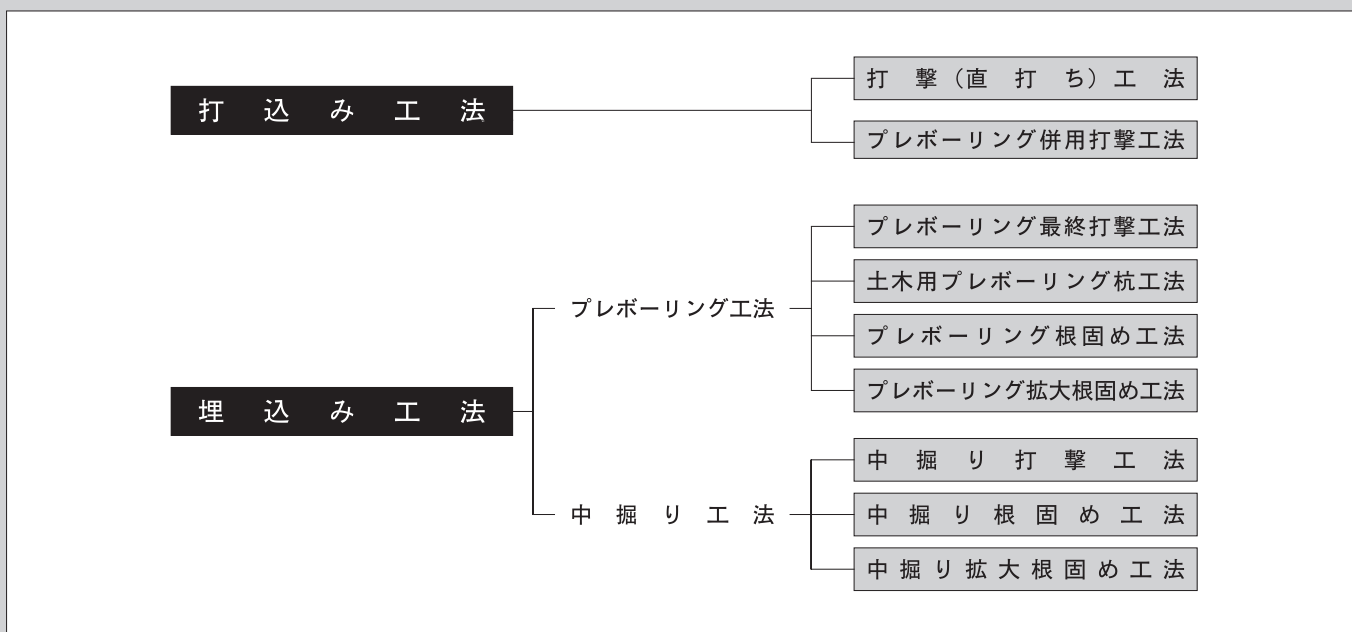 打込み工法
打撃（直打ち）工法
プレボーリング併用打撃工法
埋込み工法
プレボーリング工法
プレボーリング最終打撃工法
土木用プレボーリング杭工法
プレボーリング根固め工法
プレボーリング拡大根固め工法
中掘り工法
中掘り打撃工法
中掘り根固め工法
中掘り拡大根固め工法